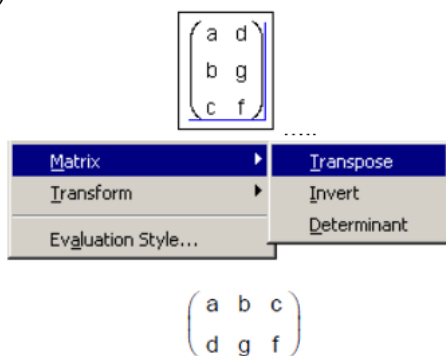 a d
b g
c f
.....
Matrix Transpose
Transform Invert
Determinant
Evaluation Style...
a b c
d g f